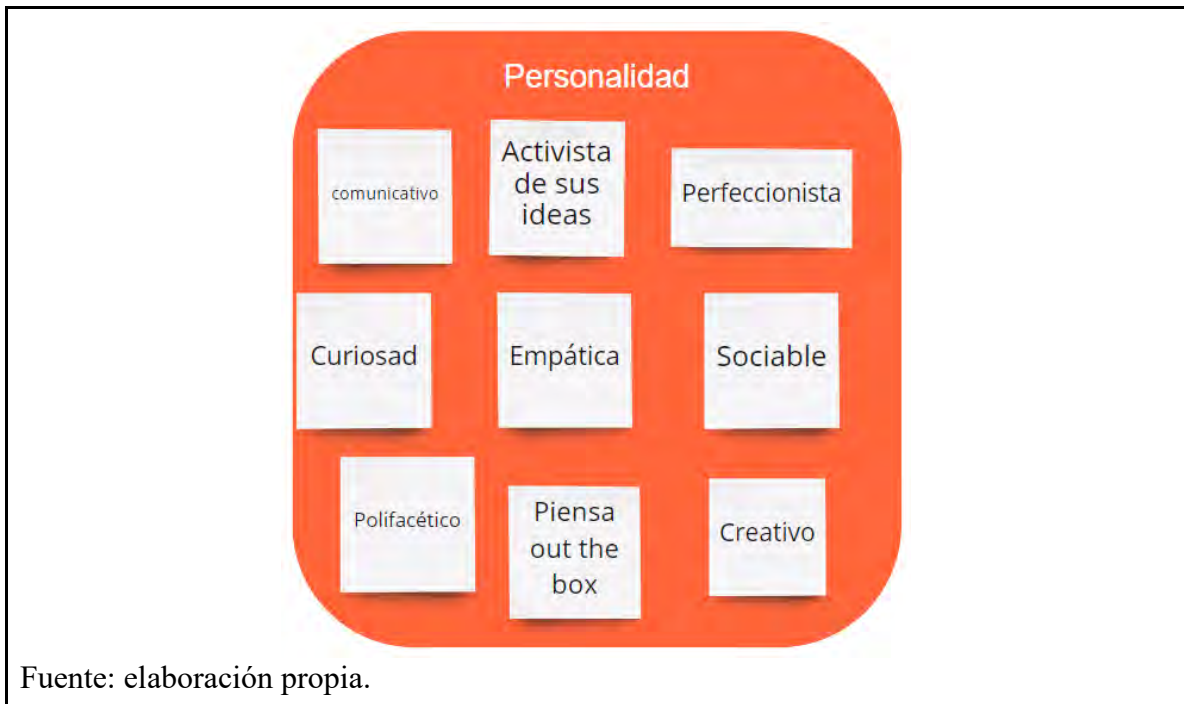 Personalidad
comunicativo
Activista
de sus
ideas
Perfeccionista
Curiosad
Empática
Sociable
Polifacético
Piensa
out the
box
Creativo
Fuente: elaboración propia.